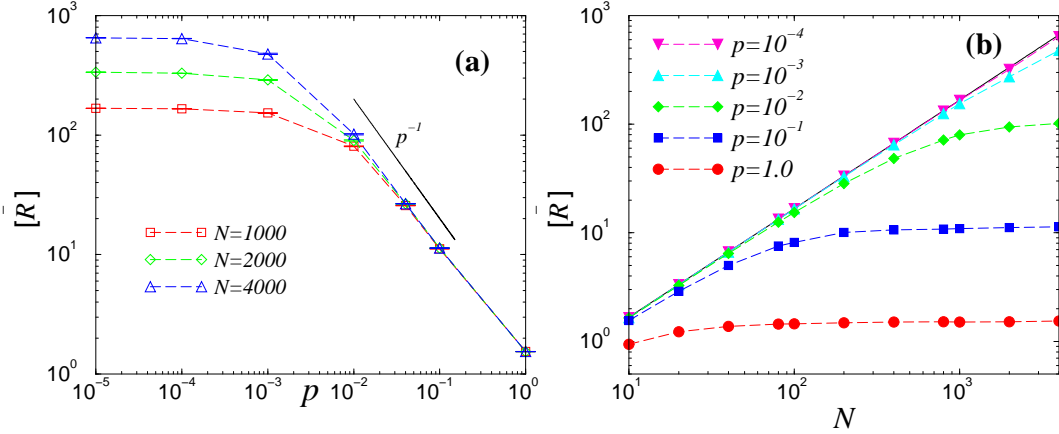 (a)
10^3
10^2
10^1
10^0
[R̄]
p^{-1}
N=1000
N=2000
N=4000
10^{-5} 10^{-4} 10^{-3} 10^{-2} 10^{-1} 10^0
p
(b)
10^3
10^2
10^1
10^0
[R̄]
p=10^{-4}
p=10^{-3}
p=10^{-2}
p=10^{-1}
p=1.0
10^1 10^2 10^3
N